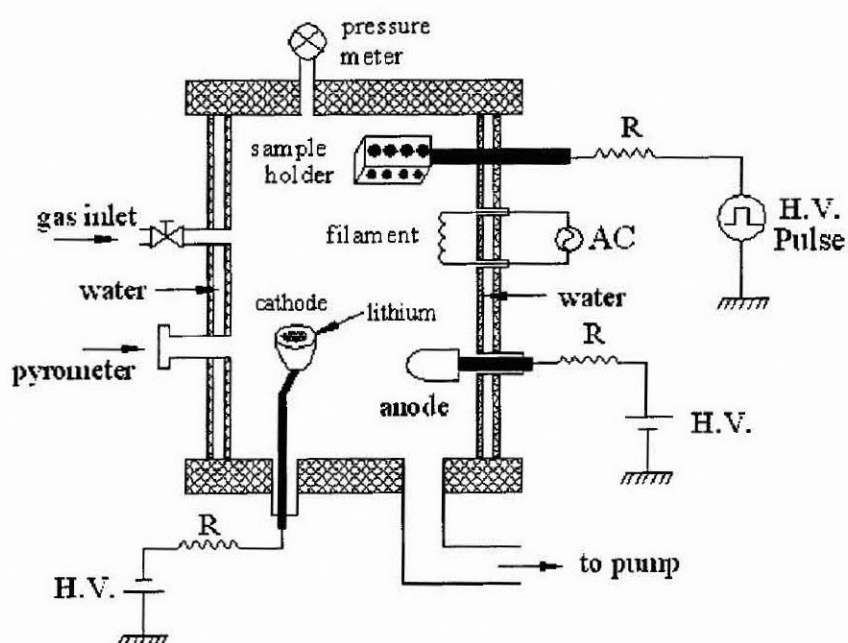 pressure
meter
sample
holder
R
gas inlet
H.V.
Pulse
filament
AC
water
cathode
lithium
water
pyrometer
R
anode
H.V.
R
to pump
H.V.